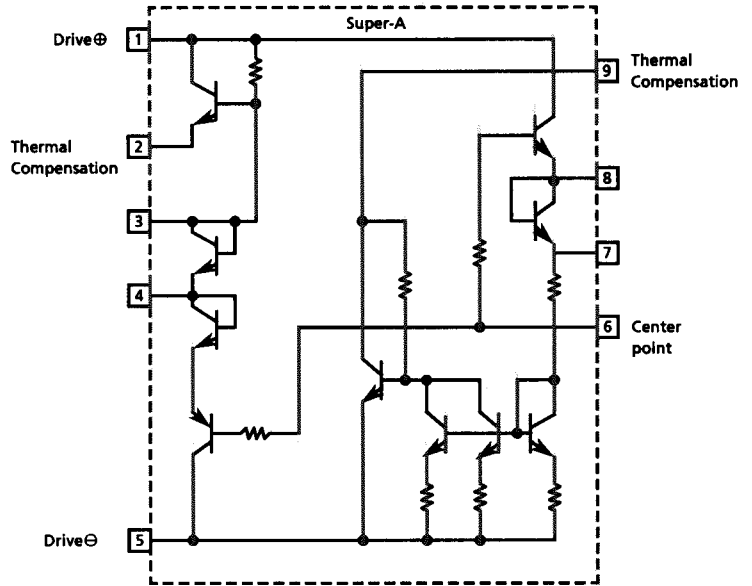 Super-A
Drive⊕ 1
9 Thermal
Compensation
Thermal
Compensation
2
8
3
7
4
6 Center
point
Drive⊖ 5